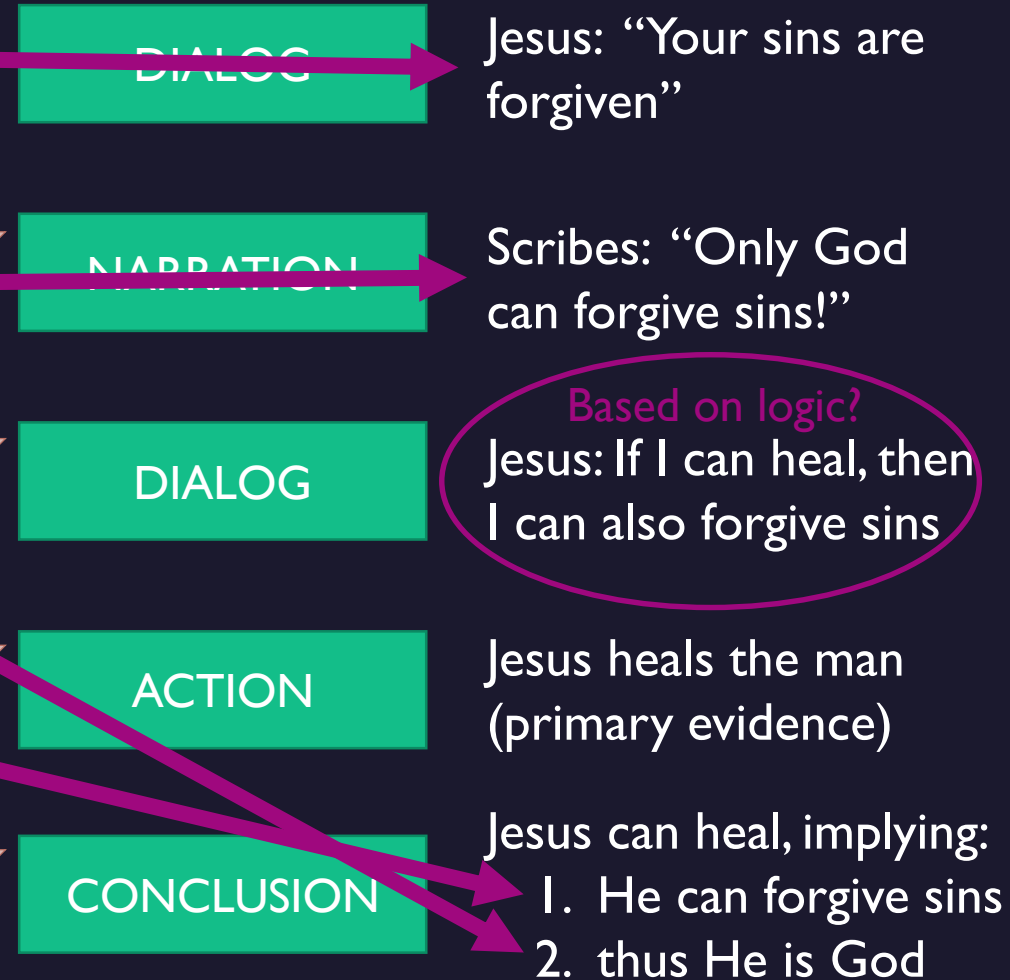 DIALOG
Jesus: “Your sins are
forgiven”
NARRATION
Scribes: “Only God
can forgive sins!”
Based on logic?
DIALOG
Jesus: If I can heal, then
I can also forgive sins
ACTION
Jesus heals the man
(primary evidence)
CONCLUSION
Jesus can heal, implying:
1. He can forgive sins
2. thus He is God